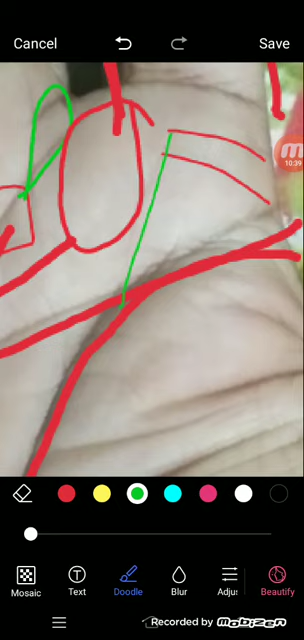 Cancel
Save
10:39
Mosaic
Text
Doodle
Blur
Adju
Beautify
Recorded by mobizen